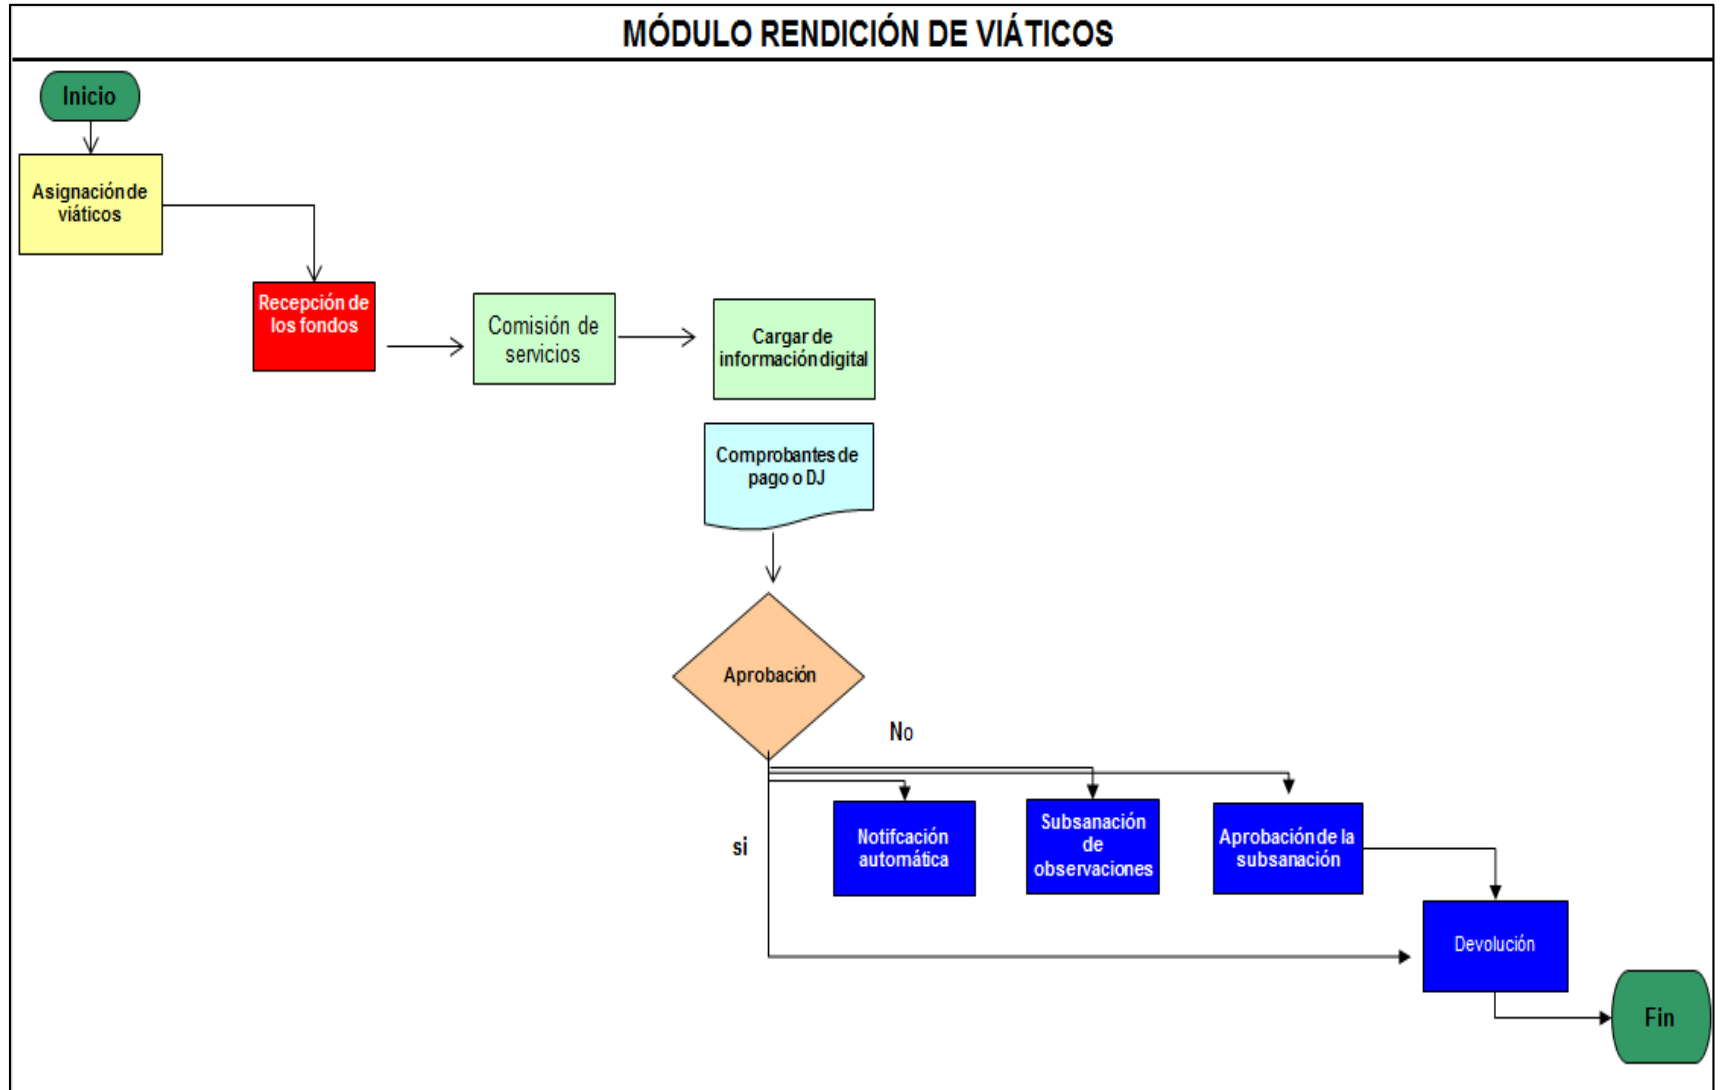 MÓDULO RENDICIÓN DE VIÁTICOS
Inicio
Asignación de
viáticos
Recepción de
los fondos
Comisión de
servicios
Cargar de
información digital
Comprobantes de
pago o DJ
Aprobación
No
si
Notifcación
automática
Subsanación
de
observaciones
Aprobación de la
subsanación
Devolución
Fin